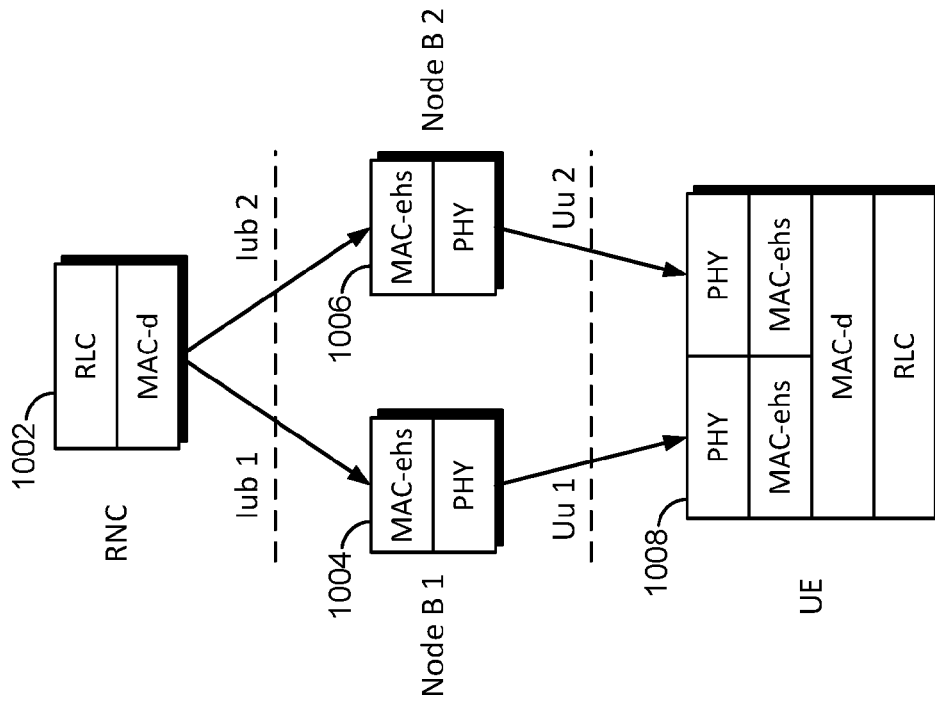 1002
RLC
MAC-d
RNC
Iub 1
Iub 2
1004
MAC-ehs
PHY
Node B 1
1006
MAC-ehs
PHY
Node B 2
Uu 1
Uu 2
1008
PHY
PHY
MAC-ehs
MAC-ehs
MAC-d
RLC
UE